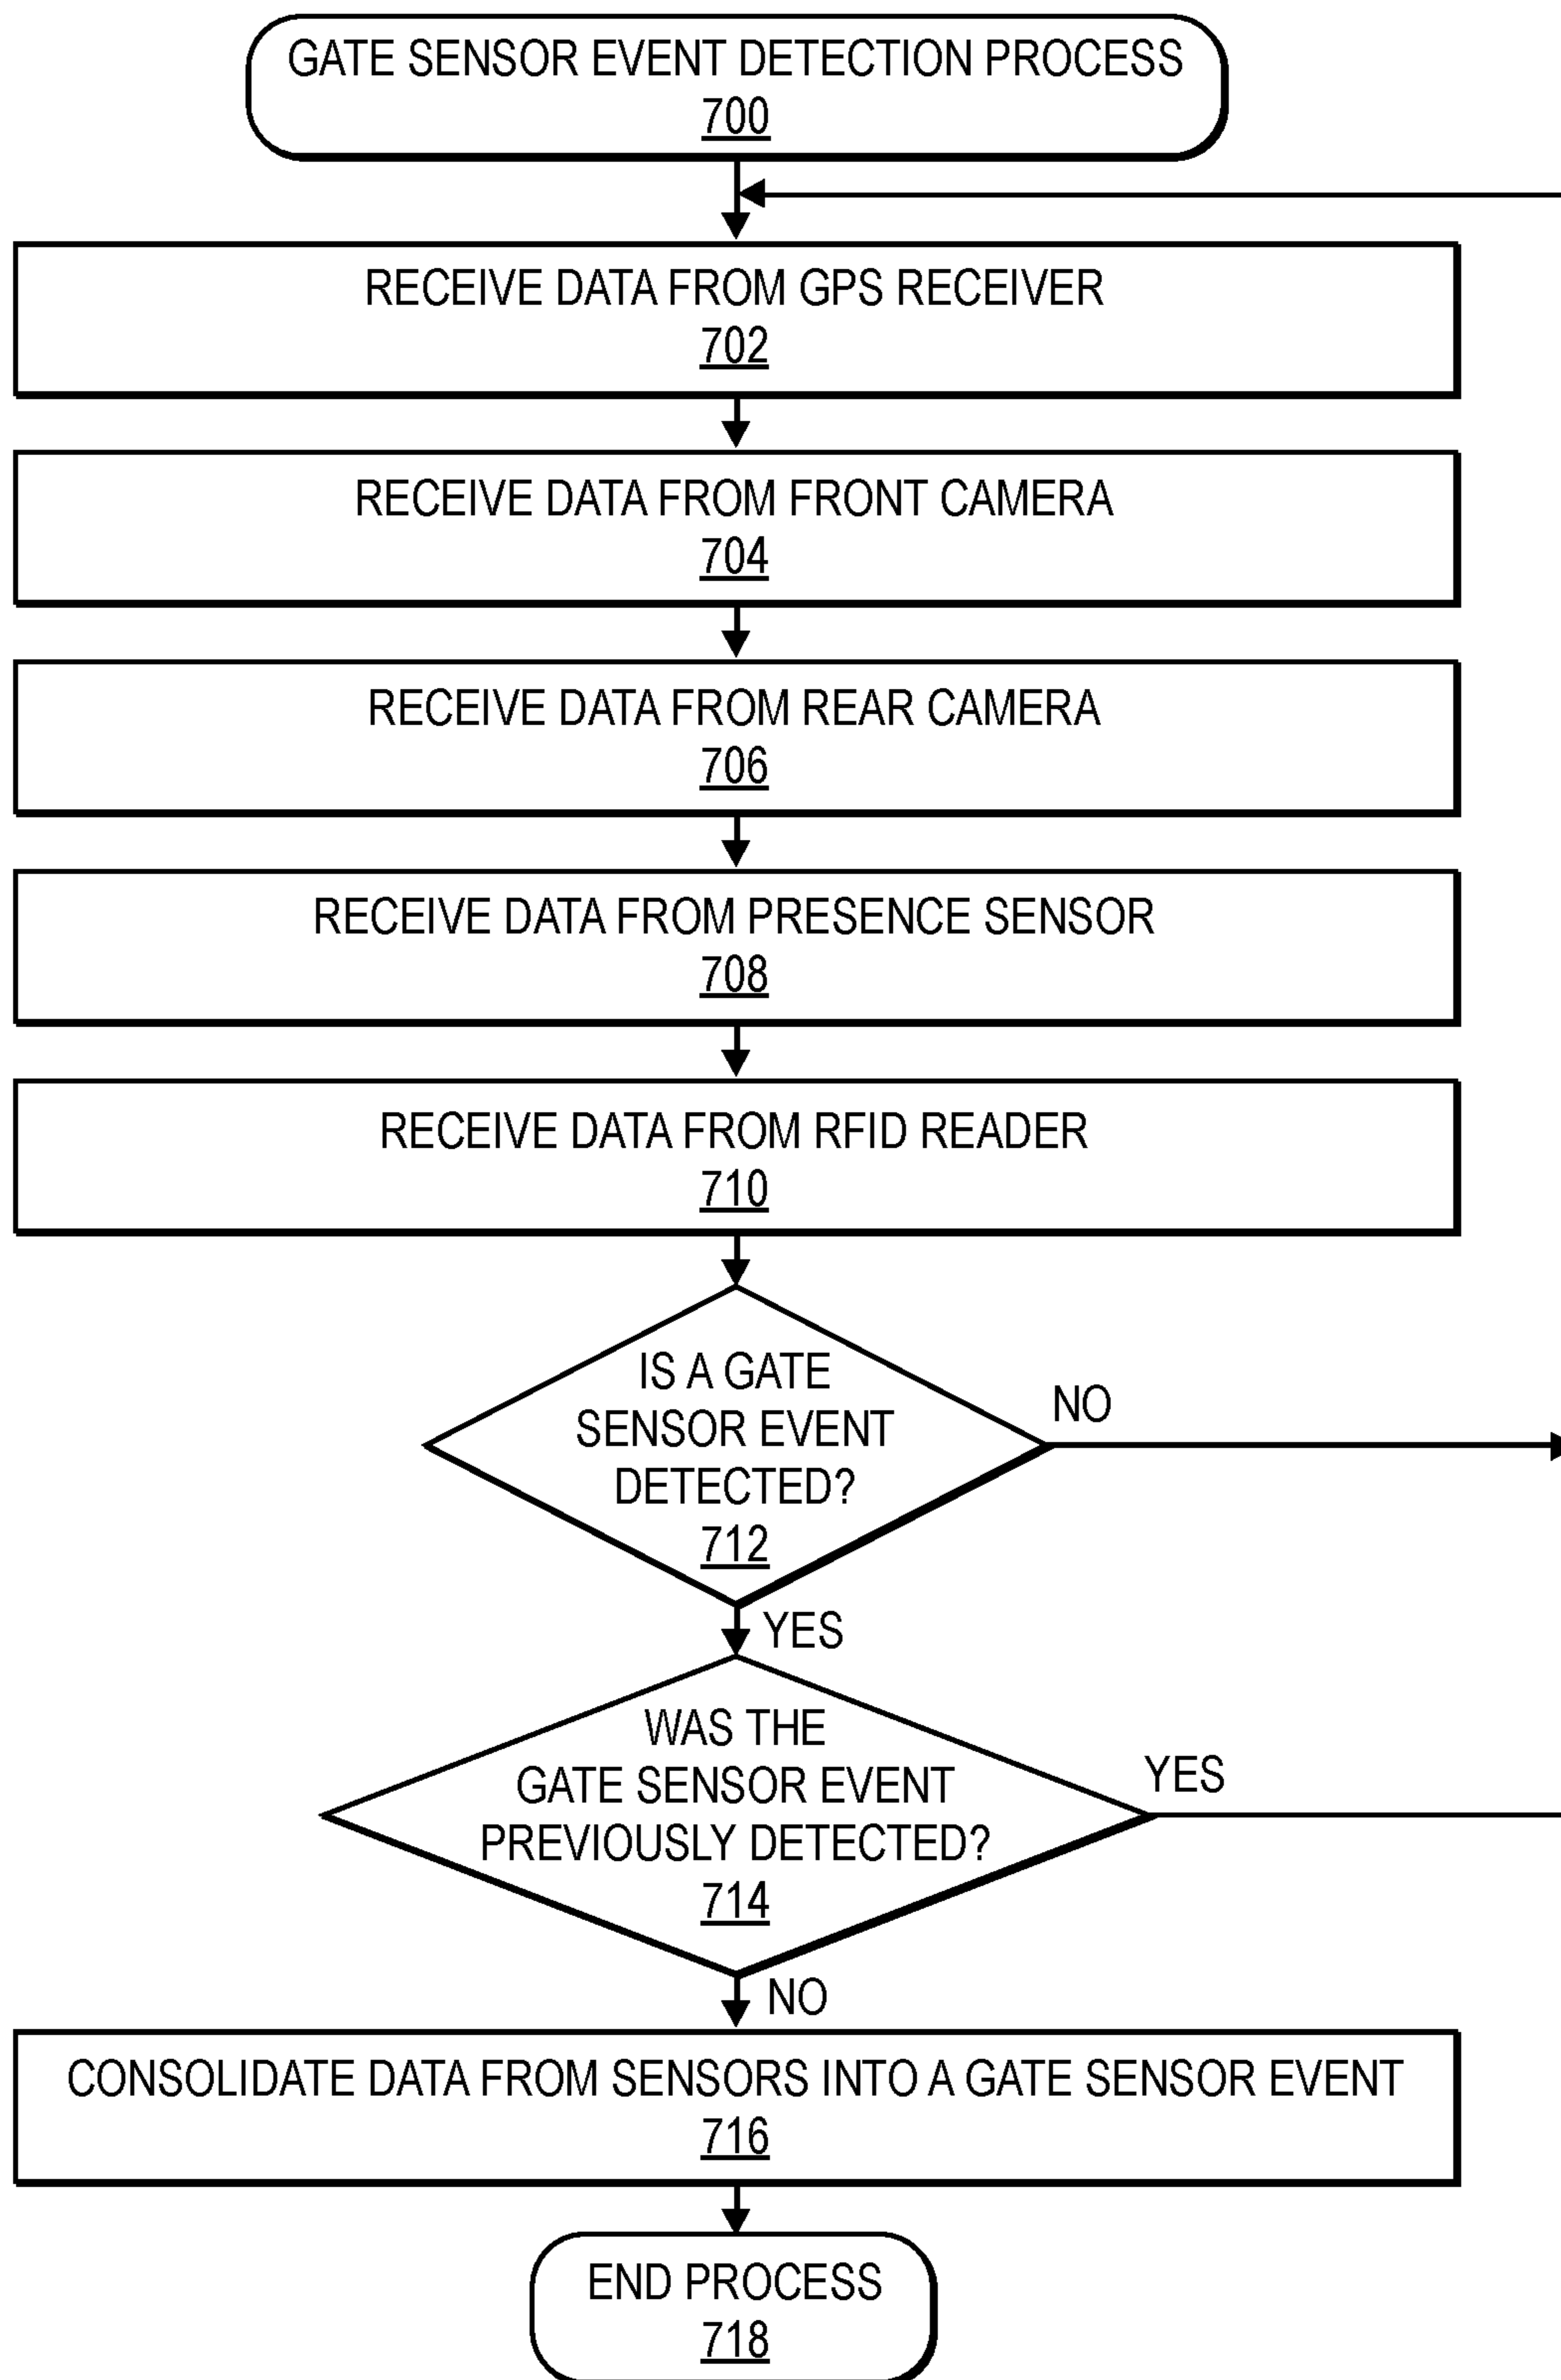 GATE SENSOR EVENT DETECTION PROCESS
700
RECEIVE DATA FROM GPS RECEIVER
702
RECEIVE DATA FROM FRONT CAMERA
704
RECEIVE DATA FROM REAR CAMERA
706
RECEIVE DATA FROM PRESENCE SENSOR
708
RECEIVE DATA FROM RFID READER
710
IS A GATE
SENSOR EVENT
DETECTED?
712
NO
YES
WAS THE
GATE SENSOR EVENT
PREVIOUSLY DETECTED?
714
YES
NO
CONSOLIDATE DATA FROM SENSORS INTO A GATE SENSOR EVENT
716
END PROCESS
718